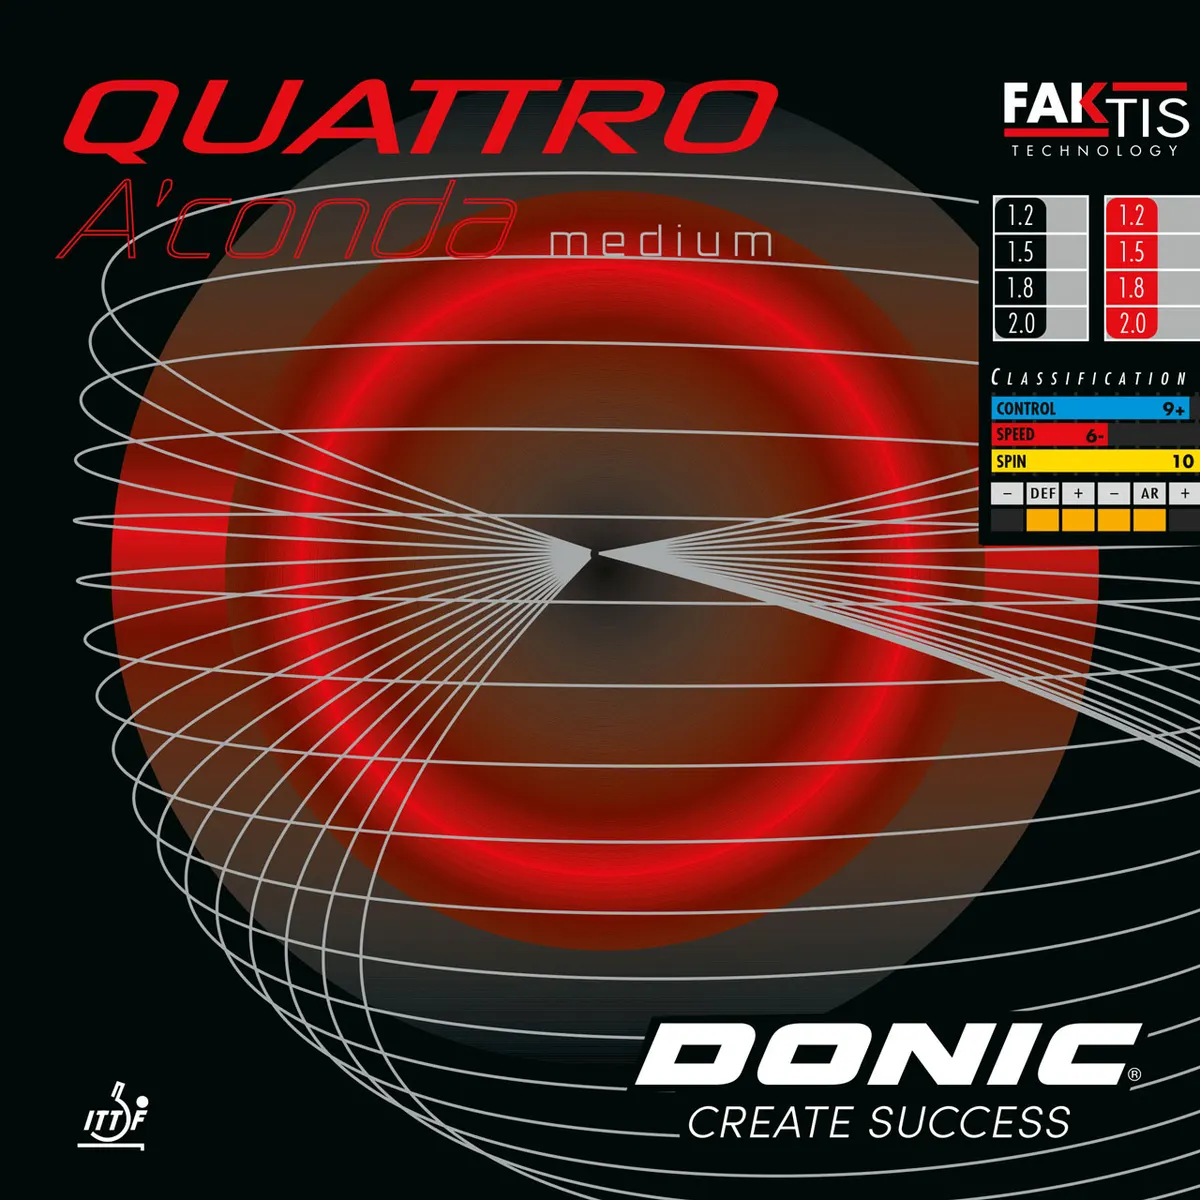 QUATTRO
A'conda medium
FAKTIS
TECHNOLOGY
1.2 1.2
1.5 1.5
1.8 1.8
2.0 2.0
CLASSIFICATION
CONTROL 9+
SPEED 6-
SPIN 10
− DEF + − AR +
DONIC®
CREATE SUCCESS
ITTF